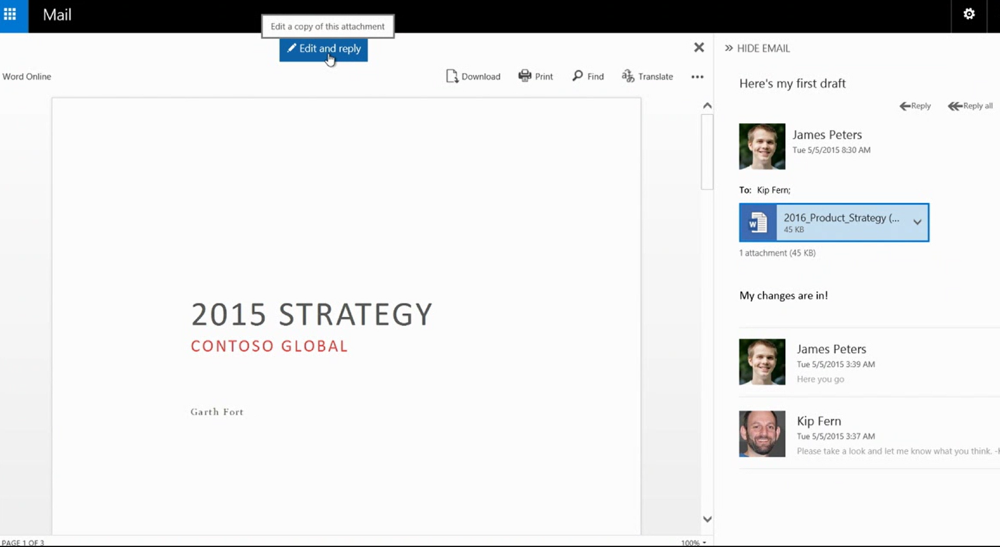 Mail
Edit a copy of this attachment
Edit and reply
HIDE EMAIL
Word Online
Download
Print
Find
Translate
Here's my first draft
Reply
Reply all
James Peters
Tue 5/5/2015 8:30 AM
To: Kip Fern;
2016_Product_Strategy (...
45 KB
1 attachment (45 KB)
My changes are in!
2015 STRATEGY
CONTOSO GLOBAL
Garth Fort
James Peters
Tue 5/5/2015 3:39 AM
Here you go
Kip Fern
Tue 5/5/2015 3:37 AM
Please take a look and let me know what you think. -
PAGE 1 OF 3
100%